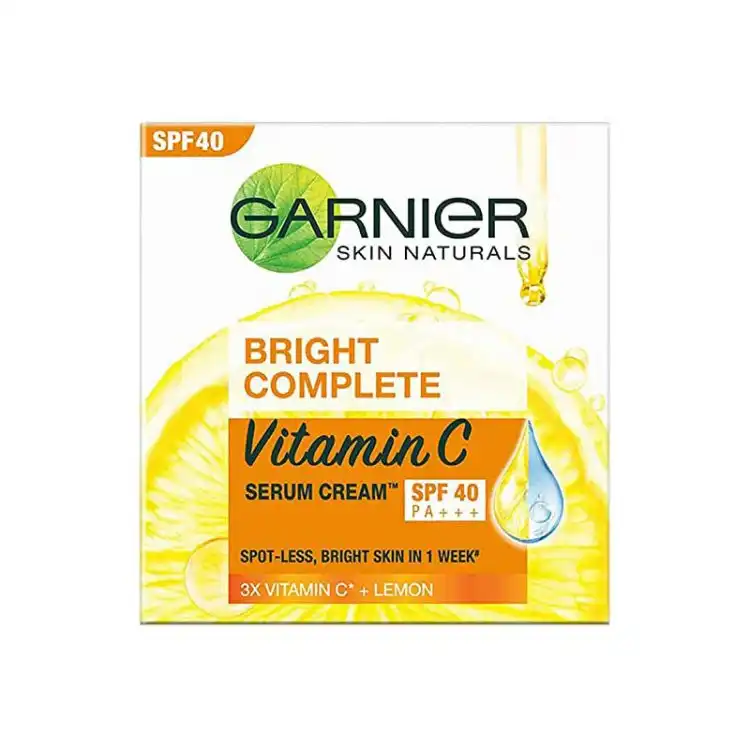 SPF40
GARNIER
SKIN NATURALS
BRIGHT
COMPLETE
Vitamin C
SERUM CREAM™ SPF 40
PA+++
SPOT-LESS, BRIGHT SKIN IN 1 WEEK#
3X VITAMIN C* + LEMON